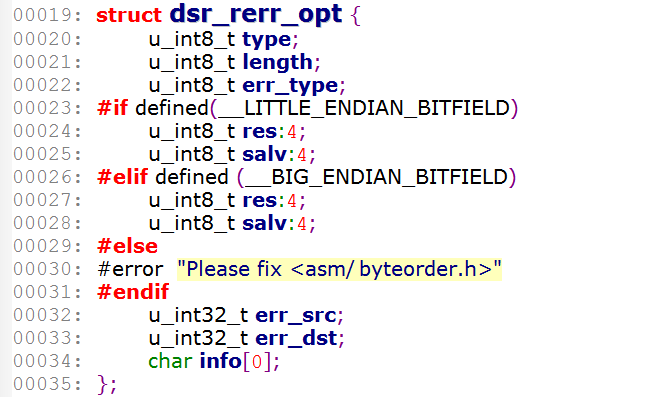 00019: struct dsr_rerr_opt {
00020:     u_int8_t type;
00021:     u_int8_t length;
00022:     u_int8_t err_type;
00023: #if defined(__LITTLE_ENDIAN_BITFIELD)
00024:     u_int8_t res:4;
00025:     u_int8_t salv:4;
00026: #elif defined (__BIG_ENDIAN_BITFIELD)
00027:     u_int8_t res:4;
00028:     u_int8_t salv:4;
00029: #else
00030: #error  "Please fix <asm/byteorder.h>"
00031: #endif
00032:     u_int32_t err_src;
00033:     u_int32_t err_dst;
00034:     char info[0];
00035: };